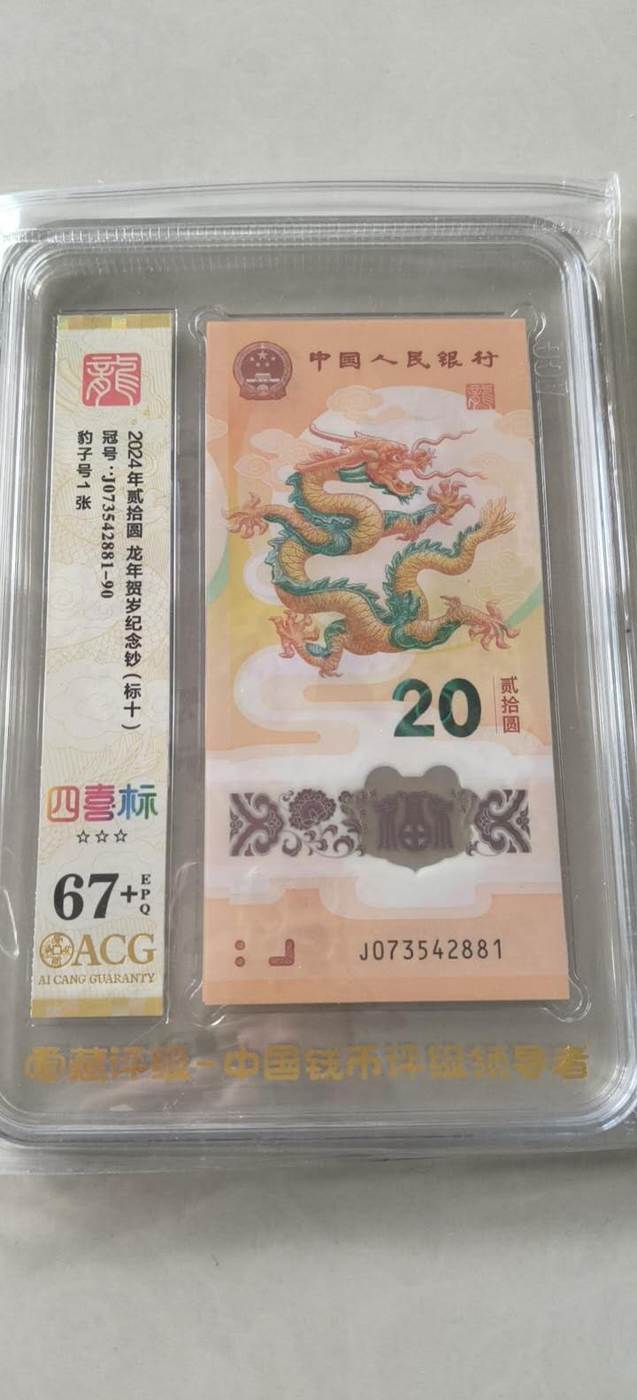 龍
2024年贰拾圆 龙年贺岁纪念钞(标十)
冠号:J073542881-90
豹子号1张
四喜标
☆☆☆
67+
EPQ
ACG
AI CANG GUARANTY
中国人民银行
龍
20
贰拾圆
福
J073542881
藏评级-中国钱币评级领导者